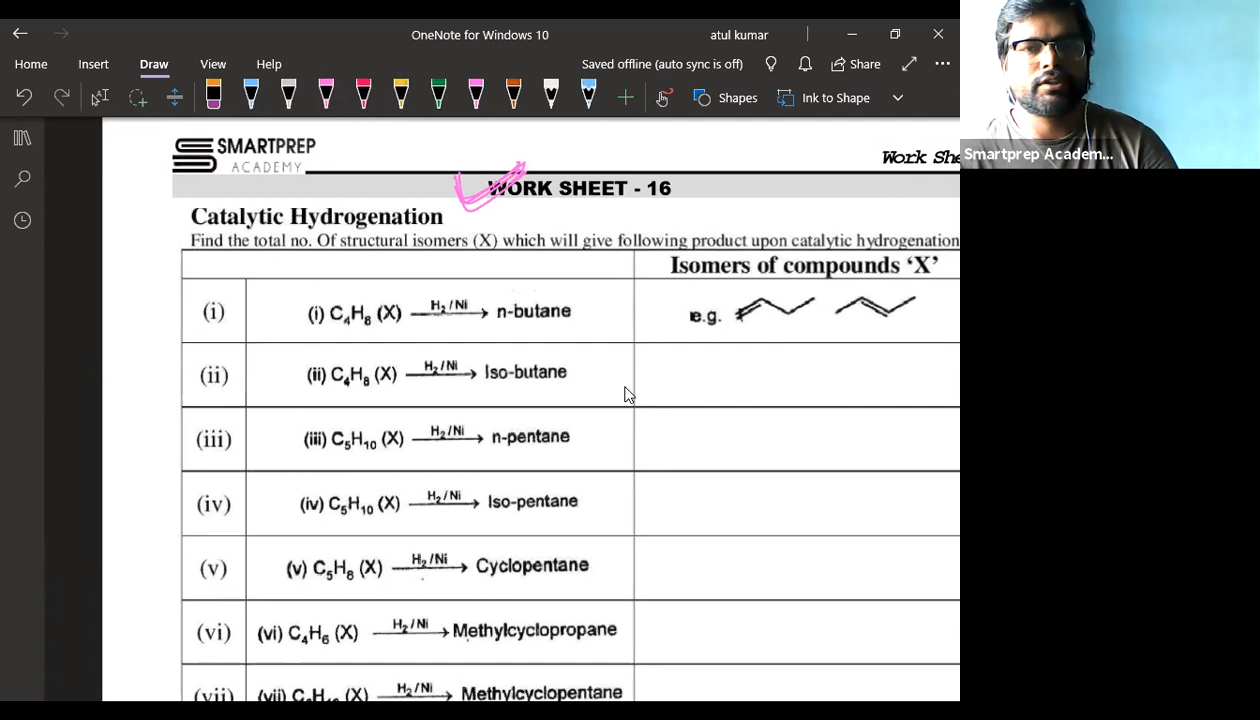 OneNote for Windows 10
atul kumar
Home Insert Draw View Help
Saved offline (auto sync is off)
Share
Shapes
Ink to Shape
Smartprep Academ...
SMARTPREP
ACADEMY
Work She
WORK SHEET - 16
Catalytic Hydrogenation
Find the total no. Of structural isomers (X) which will give following product upon catalytic hydrogenation
Isomers of compounds ‘X’
(i) (i) C₄H₈ (X) H₂/Ni → n-butane e.g.
(ii) (ii) C₄H₈ (X) H₂/Ni → Iso-butane
(iii) (iii) C₅H₁₀ (X) H₂/Ni → n-pentane
(iv) (iv) C₅H₁₀ (X) H₂/Ni → Iso-pentane
(v) (v) C₅H₈ (X) H₂/Ni → Cyclopentane
(vi) (vi) C₄H₆ (X) H₂/Ni → Methylcyclopropane
(vii) (vii) (X) H₂/Ni → Methylcyclopentane